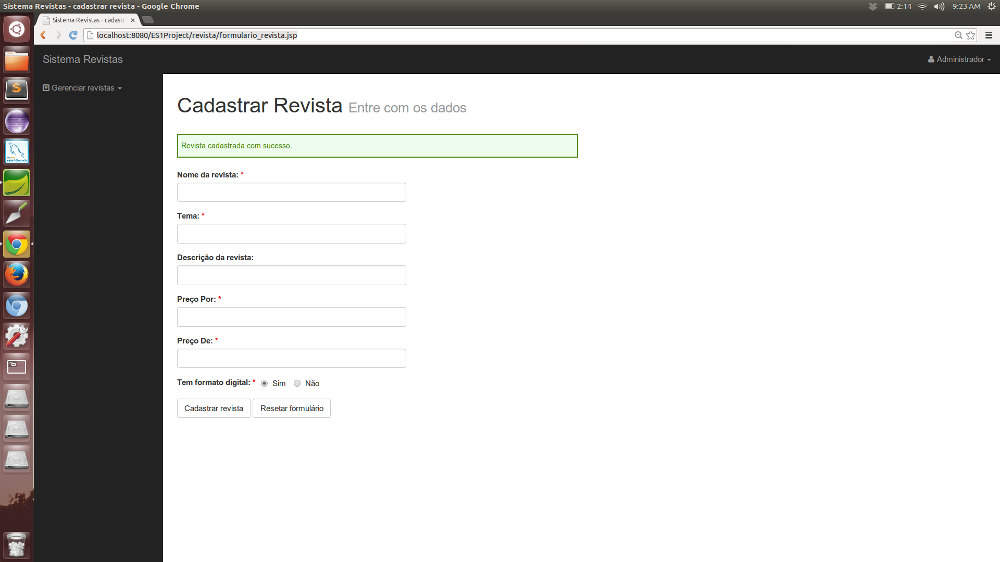 Sistema Revistas - cadastrar revista - Google Chrome
2:14
9:23 AM
Sistema Revistas - cadastr
localhost:8080/ES1Project/revista/formulario_revista.jsp
Sistema Revistas
Administrador
Gerenciar revistas
Cadastrar Revista Entre com os dados
Revista cadastrada com sucesso.
Nome da revista: *
Tema: *
Descrição da revista:
Preço Por: *
Preço De: *
Tem formato digital: * Sim Não
Cadastrar revista Resetar formulário